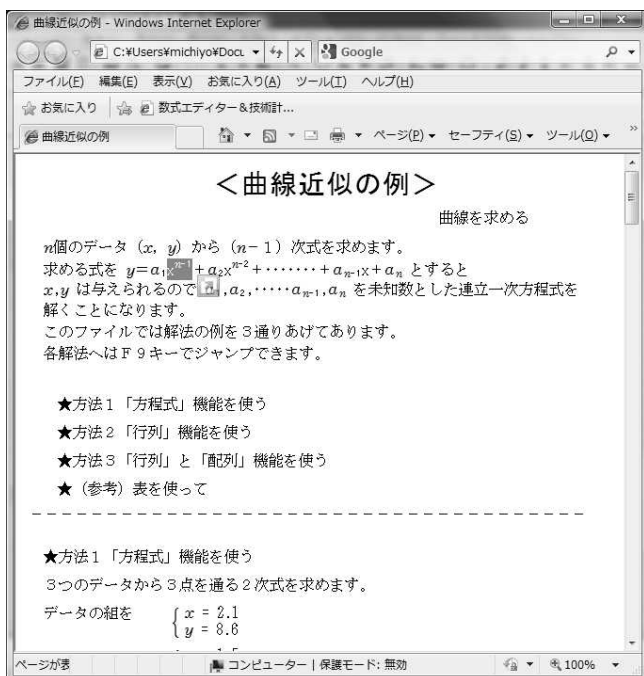 曲線近似の例 - Windows Internet Explorer
C:¥Users¥michiyo¥Docu Google
ファイル(F) 編集(E) 表示(V) お気に入り(A) ツール(T) ヘルプ(H)
お気に入り 数式エディター&技術計...
曲線近似の例 ページ(P) セーフティ(S) ツール(O) »
<曲線近似の例>
曲線を求める
n個のデータ (x, y) から (n-1) 次式を求めます。
求める式を y=a₁xⁿ⁻¹+a₂xⁿ⁻²+·······+aₙ₋₁x+aₙ とすると
x,y は与えられるので ,a₂,·····aₙ₋₁,aₙ を未知数とした連立一次方程式を
解くことになります。
このファイルでは解法の例を3通りあげてあります。
各解法へはF9キーでジャンプできます。
★方法1「方程式」機能を使う
★方法2「行列」機能を使う
★方法3「行列」と「配列」機能を使う
★(参考)表を使って
★方法1「方程式」機能を使う
3つのデータから3点を通る2次式を求めます。
データの組を { x = 2.1
y = 8.6
ページが表 コンピューター | 保護モード: 無効 100%